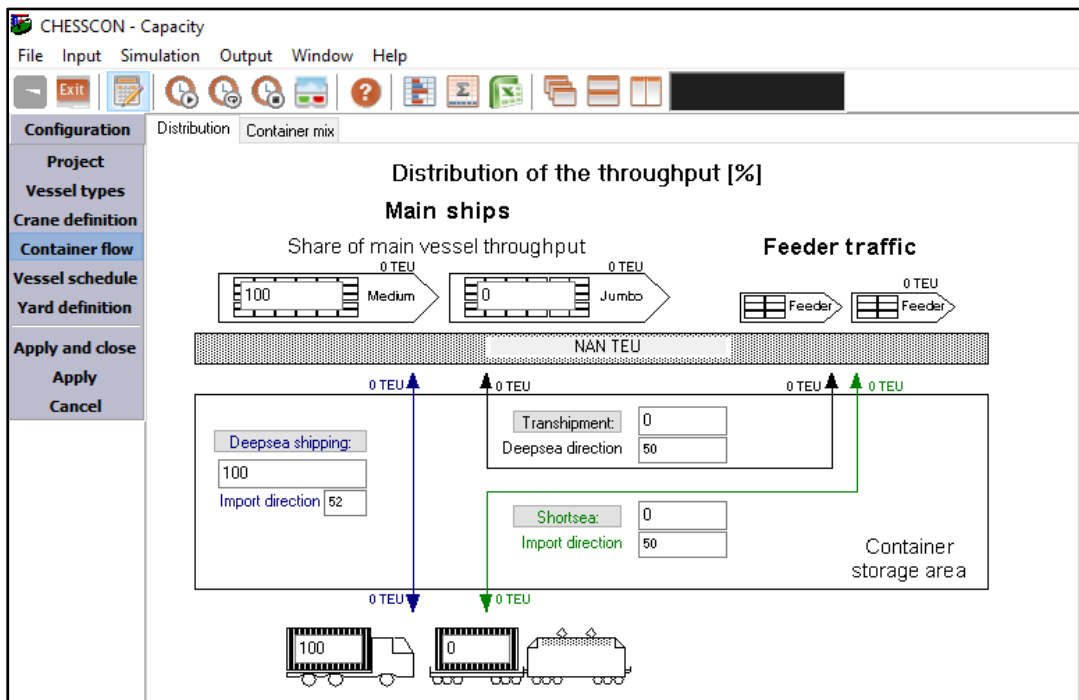 CHESSCON - Capacity
File Input Simulation Output Window Help
Exit
Configuration
Project
Vessel types
Crane definition
Container flow
Vessel schedule
Yard definition
Apply and close
Apply
Cancel
Distribution Container mix
Distribution of the throughput [%]
Main ships
Share of main vessel throughput
Feeder traffic
0 TEU 0 TEU 0 TEU
100 Medium 0 Jumbo Feeder Feeder
NAN TEU
0 TEU 0 TEU 0 TEU 0 TEU
Transhipment: 0
Deepsea direction 50
Deepsea shipping:
100
Import direction 52
Shortsea: 0
Import direction 50
Container
storage area
0 TEU 0 TEU
100 0